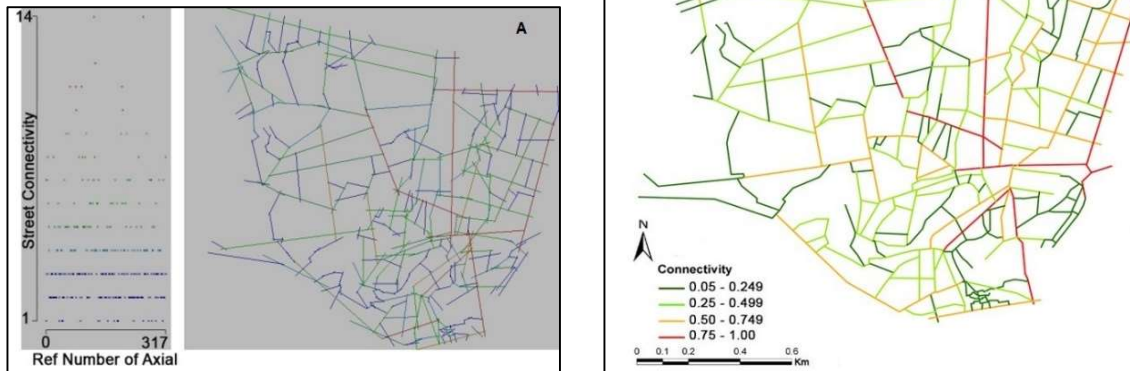 14
A
Street Connectivity
1
0
317
Ref Number of Axial
N
Connectivity
0.05 - 0.249
0.25 - 0.499
0.50 - 0.749
0.75 - 1.00
0 0.1 0.2 0.4 0.6
Km